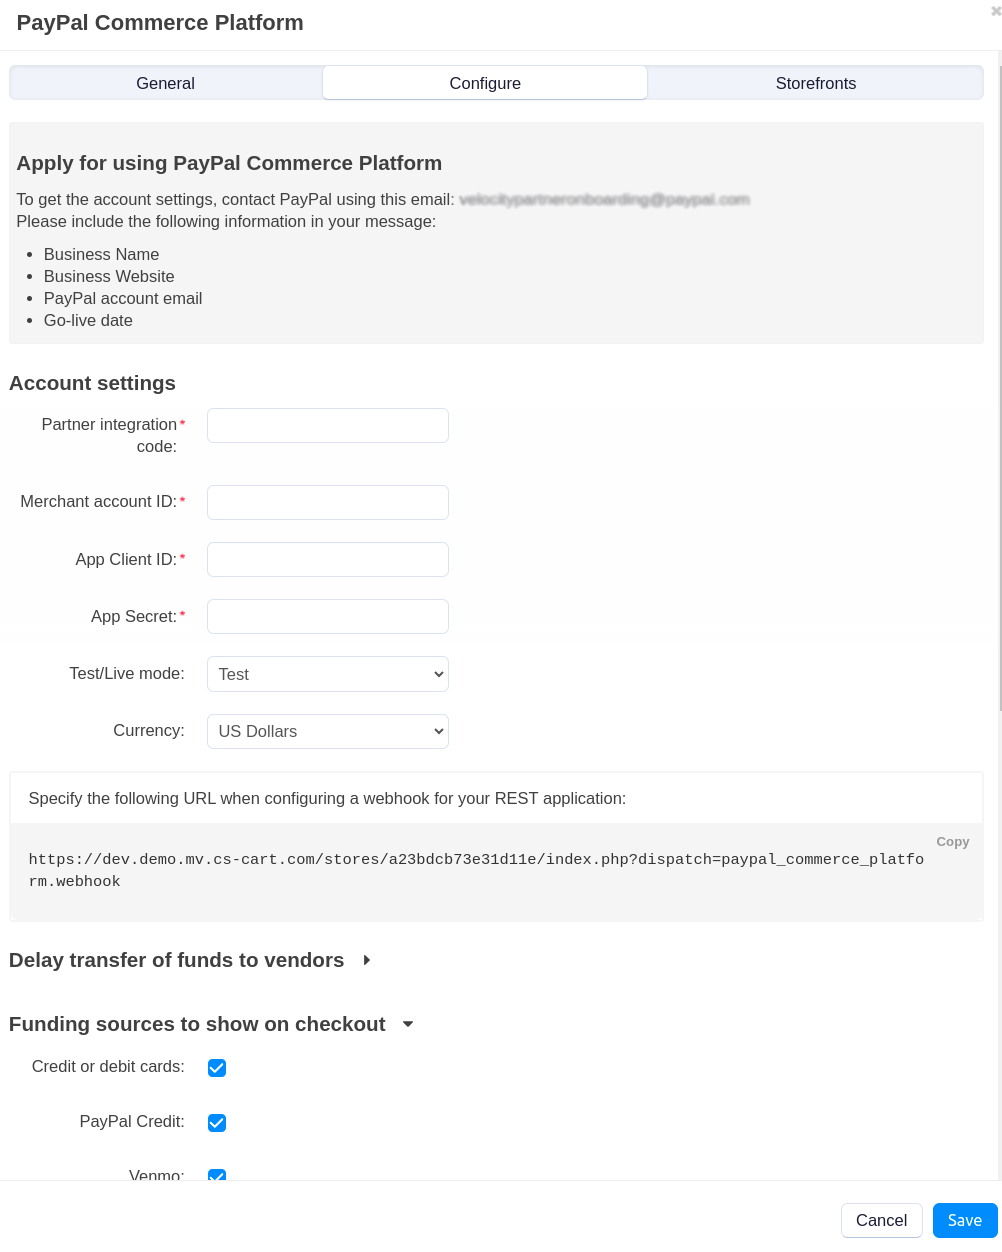 PayPal Commerce Platform
General
Configure
Storefronts
Apply for using PayPal Commerce Platform
To get the account settings, contact PayPal using this email:
Please include the following information in your message:
• Business Name
• Business Website
• PayPal account email
• Go-live date
Account settings
Partner integration*
code:
Merchant account ID:*
App Client ID:*
App Secret:*
Test/Live mode:
Test
Currency:
US Dollars
Specify the following URL when configuring a webhook for your REST application:
Copy
https://dev.demo.mv.cs-cart.com/stores/a23bdcb73e31d11e/index.php?dispatch=paypal_commerce_platfo
rm.webhook
Delay transfer of funds to vendors
Funding sources to show on checkout
Credit or debit cards:
PayPal Credit:
Venmo:
Cancel
Save